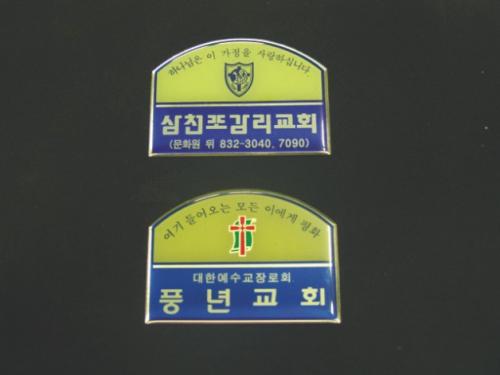 하나님은 이 가정을 사랑하십니다.
삼천포감리교회
(문화원 뒤 832-3040, 7090)
여기 들어오는 모든 이에게 평화
대한예수교장로회
풍년교회